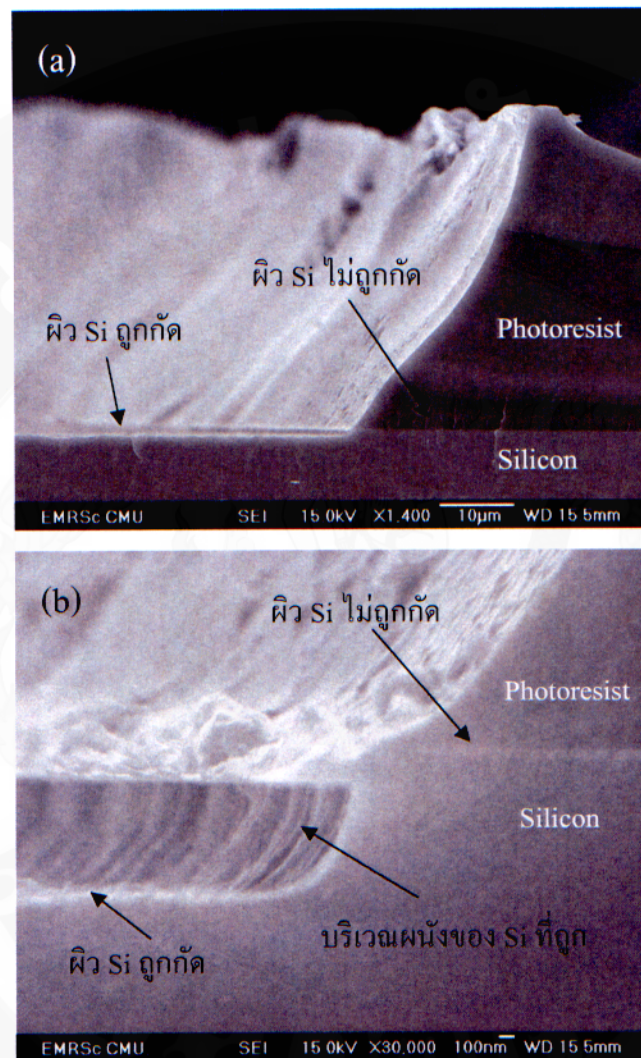 (a)
ผิว Si ไม่ถูกกัด
ผิว Si ถูกกัด
Photoresist
Silicon
EMRSc CMU SEI 15.0kV X1,400 10µm WD 15.5mm
(b)
ผิว Si ไม่ถูกกัด
Photoresist
Silicon
บริเวณผนังของ Si ที่ถูก
ผิว Si ถูกกัด
EMRSc CMU SEI 15.0kV X30,000 100nm WD 15.5mm